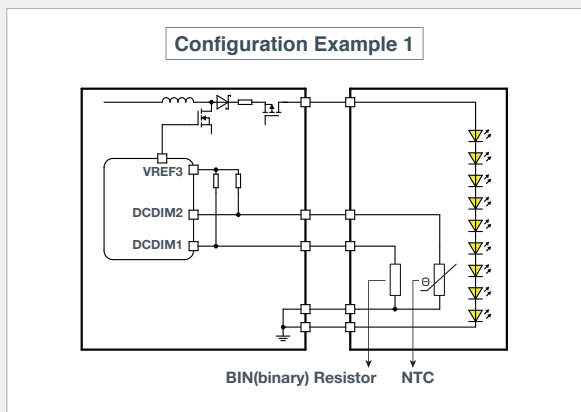 Configuration Example 1
VREF3
DCDIM2
DCDIM1
Θ
BIN(binary) Resistor NTC